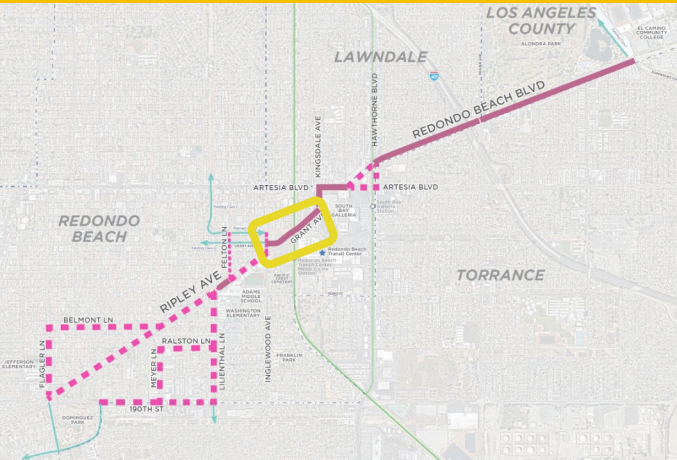 LOS ANGELES
COUNTY
EL CAMINO
COMMUNITY
COLLEGE
ALONDRA PARK
LAWNDALE
HAWTHORNE BLVD
REDONDO BEACH BLVD
KINGSDALE AVE
ARTESIA BLVD
ARTESIA BLVD
SOUTH
BAY
GALLERIA
GRANT AV
REDONDO
BEACH
FELTON LN
Redondo Beach
Transit Center
TORRANCE
RIPLEY AVE
ADAMS
MIDDLE
SCHOOL
WASHINGTON
ELEMENTARY
BELMONT LN
RALSTON LN
INGLEWOOD AVE
LILIENTHAL LN
MEYER LN
FLAGLER LN
JEFFERSON
ELEMENTARY
FRANKLIN
PARK
190TH ST
DOMINGUEZ
PARK